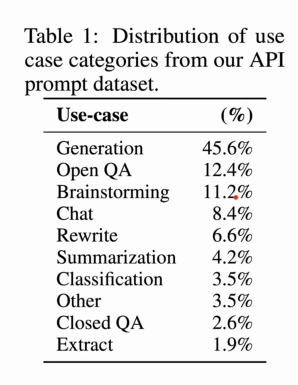 Table 1: Distribution of use
case categories from our API
prompt dataset.
Use-case (%)
Generation 45.6%
Open QA 12.4%
Brainstorming 11.2%
Chat 8.4%
Rewrite 6.6%
Summarization 4.2%
Classification 3.5%
Other 3.5%
Closed QA 2.6%
Extract 1.9%